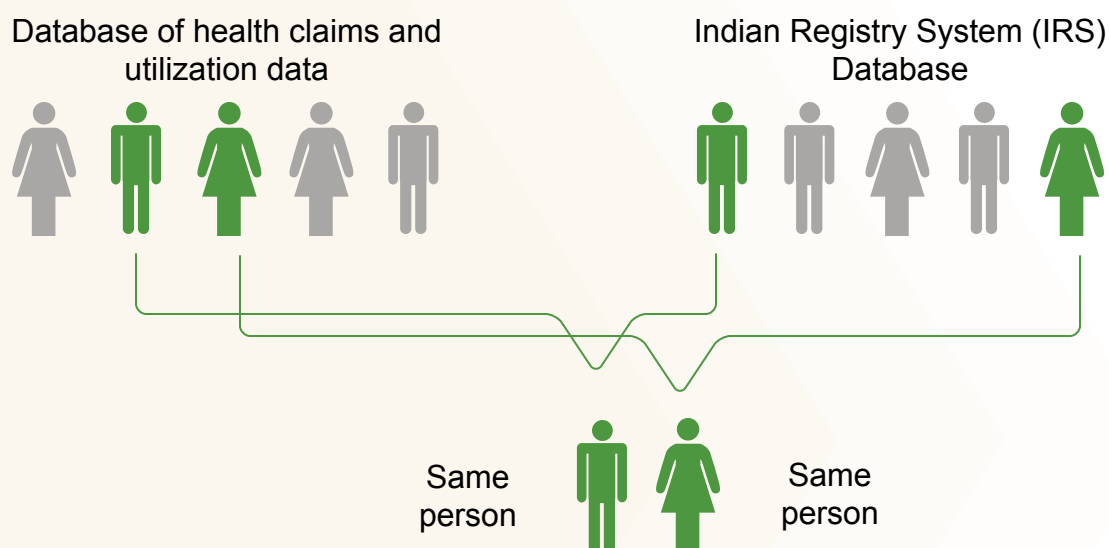 Database of health claims and
utilization data
Indian Registry System (IRS)
Database
Same
person
Same
person